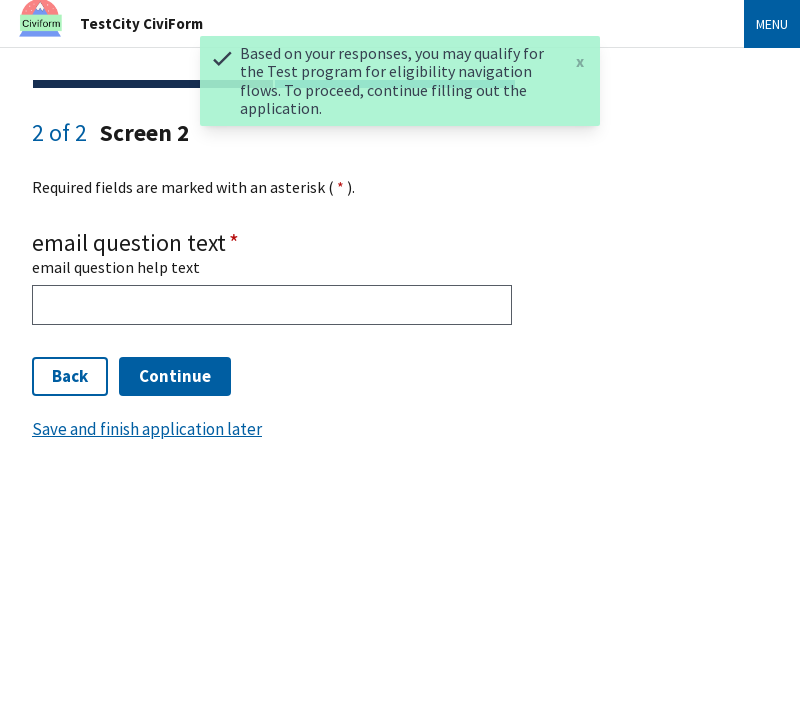 Civiform
TestCity CiviForm
MENU
Based on your responses, you may qualify for
the Test program for eligibility navigation
flows. To proceed, continue filling out the
application.
x
2 of 2 Screen 2
Required fields are marked with an asterisk ( * ).
email question text *
email question help text
Back
Continue
Save and finish application later